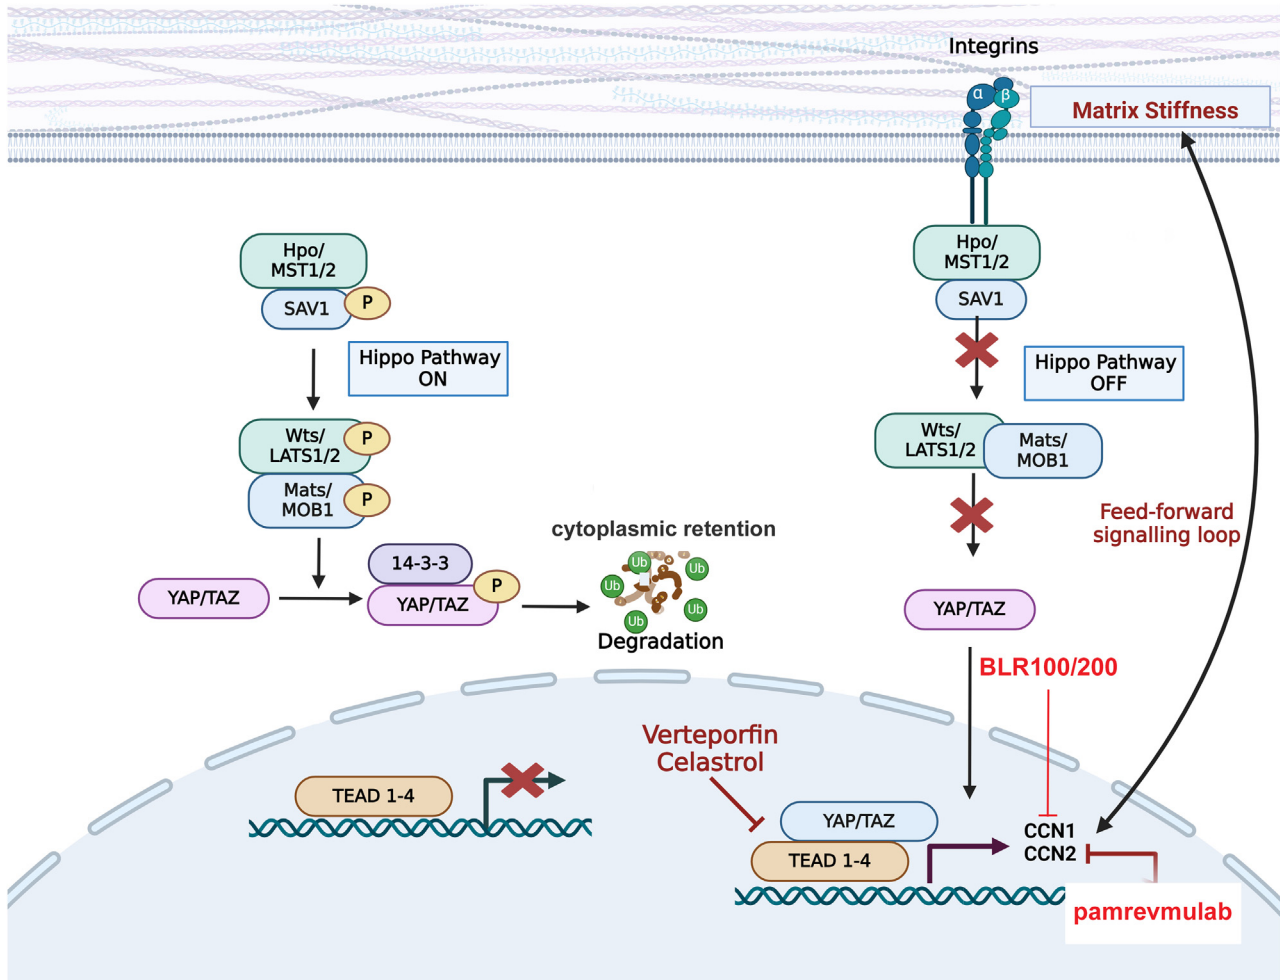 Integrins
α
β
Matrix Stiffness
Hpo/
MST1/2
SAV1
P
Hippo Pathway
ON
Wts/
LATS1/2
P
Mats/
MOB1
P
YAP/TAZ
14-3-3
YAP/TAZ
P
cytoplasmic retention
Ub
Ub
Ub
Ub
Ub
Degradation
TEAD 1-4
Hpo/
MST1/2
SAV1
Hippo Pathway
OFF
Wts/
LATS1/2
Mats/
MOB1
Feed-forward
signalling loop
YAP/TAZ
BLR100/200
Verteporfin
Celastrol
YAP/TAZ
TEAD 1-4
CCN1
CCN2
pamrevmulab